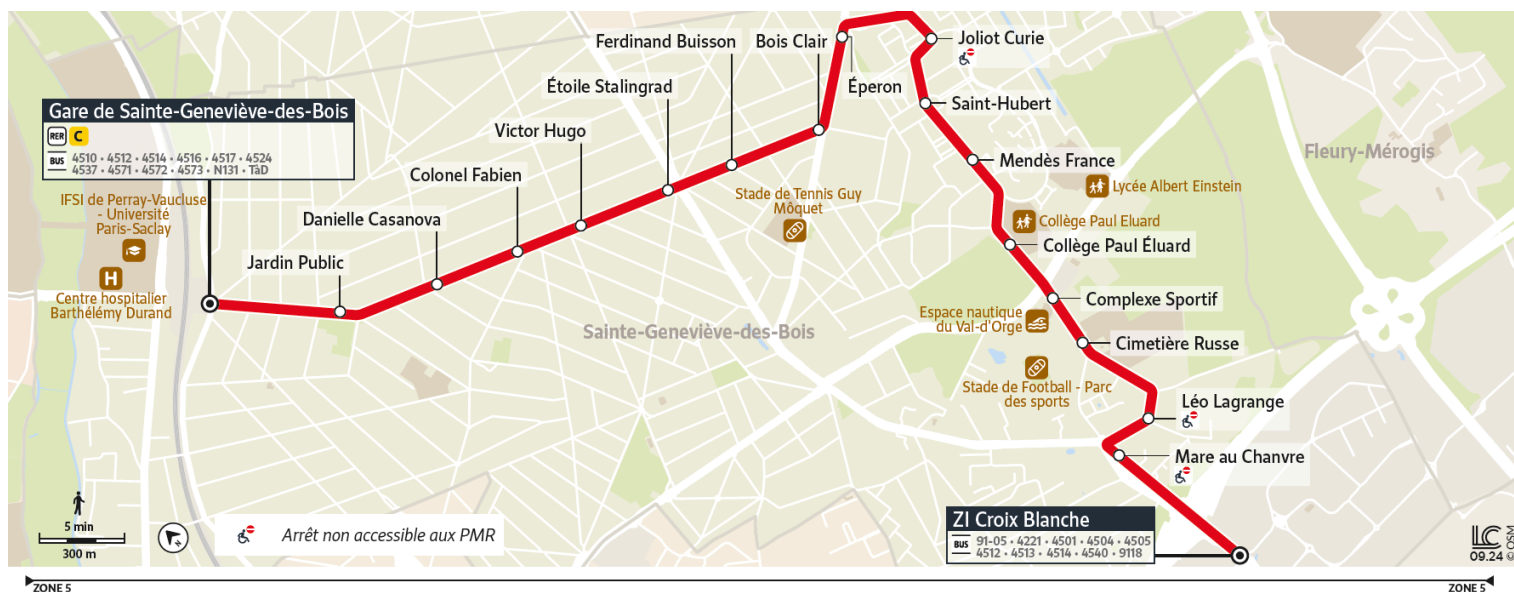 Ferdinand Buisson
Bois Clair
Joliot Curie
Éperon
Étoile Stalingrad
Saint-Hubert
Gare de Sainte-Geneviève-des-Bois
RER C
BUS 4510 • 4512 • 4514 • 4516 • 4517 • 4524
4537 • 4571 • 4572 • 4573 • N131 • TàD
Victor Hugo
Fleury-Mérogis
Mendès France
Colonel Fabien
Lycée Albert Einstein
IFSI de Perray-Vaucluse
- Université
Paris-Saclay
Stade de Tennis Guy
Môquet
Danielle Casanova
Collège Paul Eluard
Collège Paul Éluard
Jardin Public
H
Centre hospitalier
Barthélémy Durand
Complexe Sportif
Espace nautique
du Val-d'Orge
Sainte-Geneviève-des-Bois
Cimetière Russe
Stade de Football - Parc
des sports
Léo Lagrange
Mare au Chanvre
5 min
300 m
Arrêt non accessible aux PMR
ZI Croix Blanche
BUS 91-05 • 4221 • 4501 • 4504 • 4505
4512 • 4513 • 4514 • 4540 • 9118
LC
09.24 © OSM
ZONE 5
ZONE 5